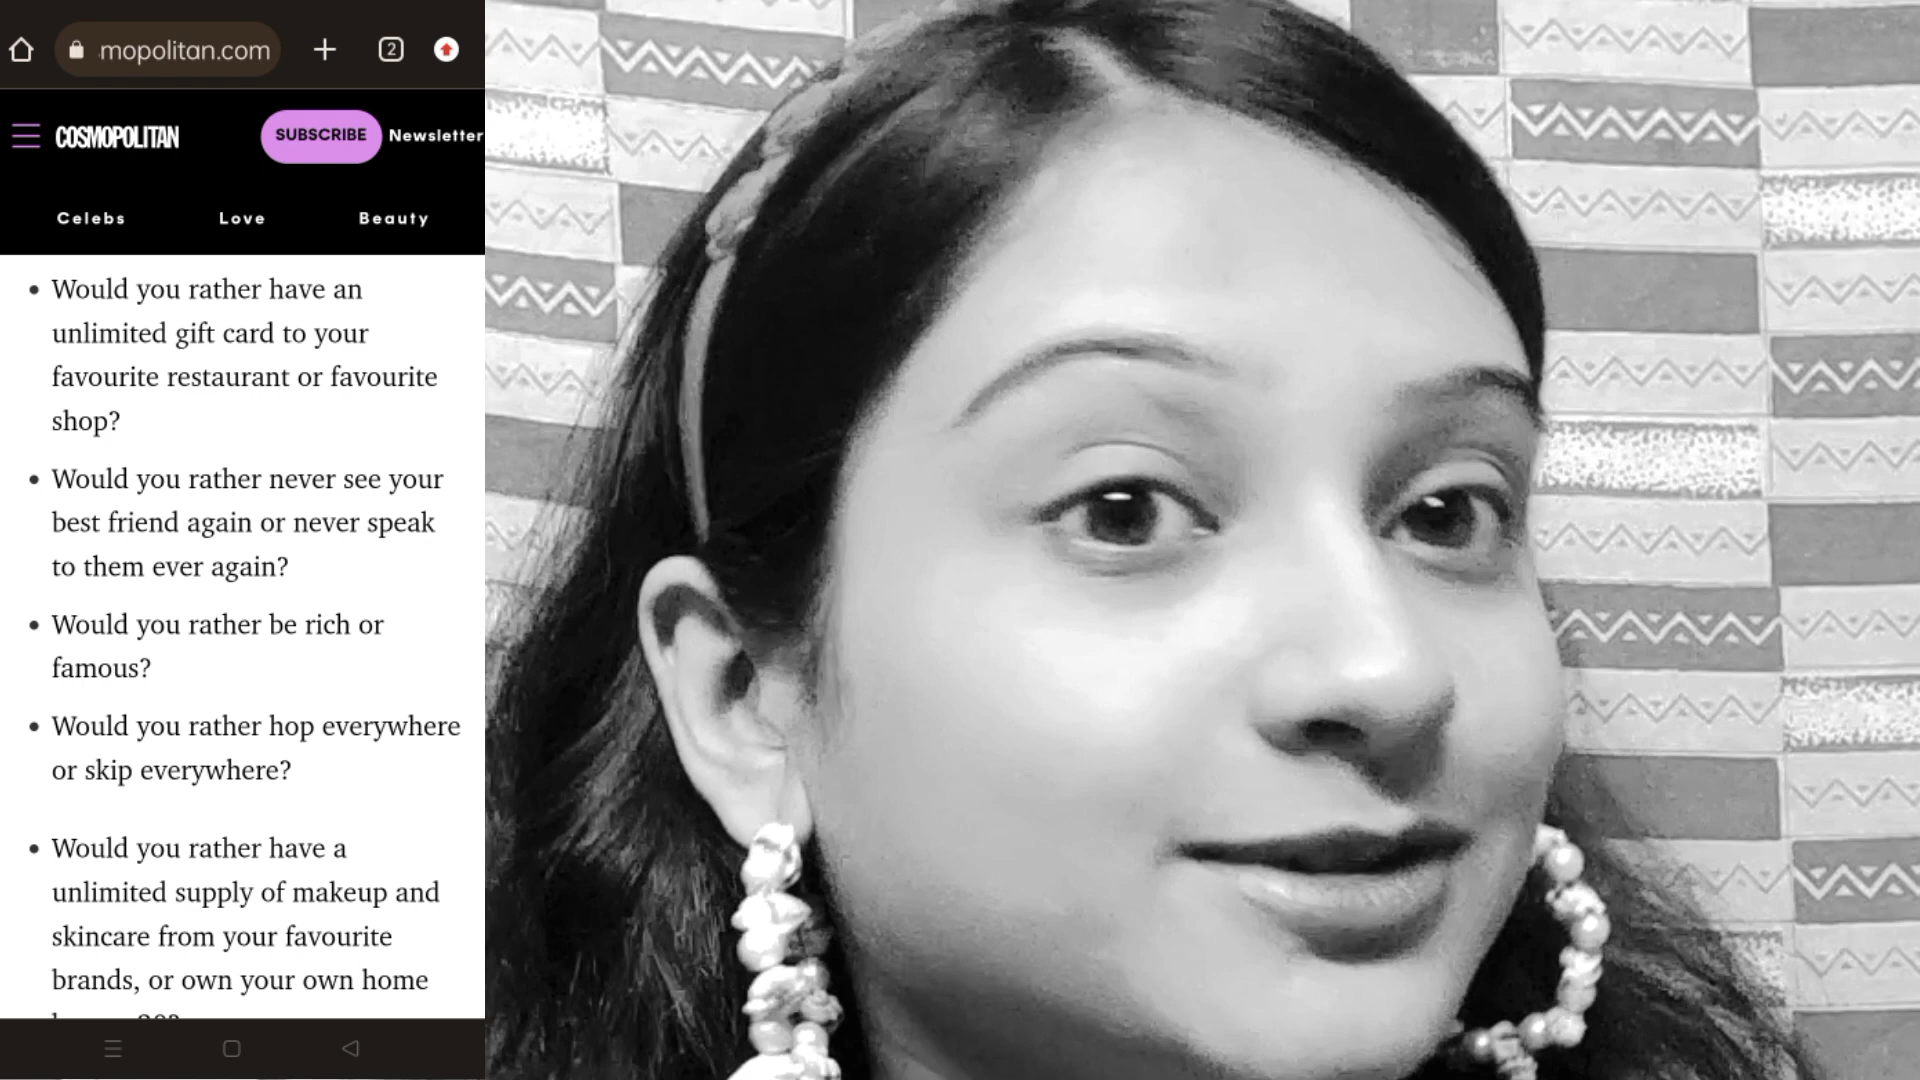 mopolitan.com
2
COSMOPOLITAN
SUBSCRIBE
Newsletter
Celebs
Love
Beauty
• Would you rather have an
unlimited gift card to your
favourite restaurant or favourite
shop?
• Would you rather never see your
best friend again or never speak
to them ever again?
• Would you rather be rich or
famous?
• Would you rather hop everywhere
or skip everywhere?
• Would you rather have a
unlimited supply of makeup and
skincare from your favourite
brands, or own your own home